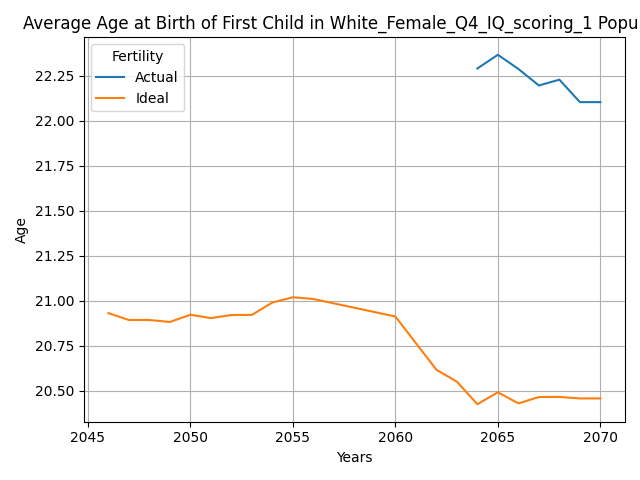 Average Age at Birth of First Child in White_Female_Q4_IQ_scoring_1 Popu
Fertility
Actual
Ideal
22.25
22.00
21.75
21.50
21.25
21.00
20.75
20.50
Age
2045 2050 2055 2060 2065 2070
Years